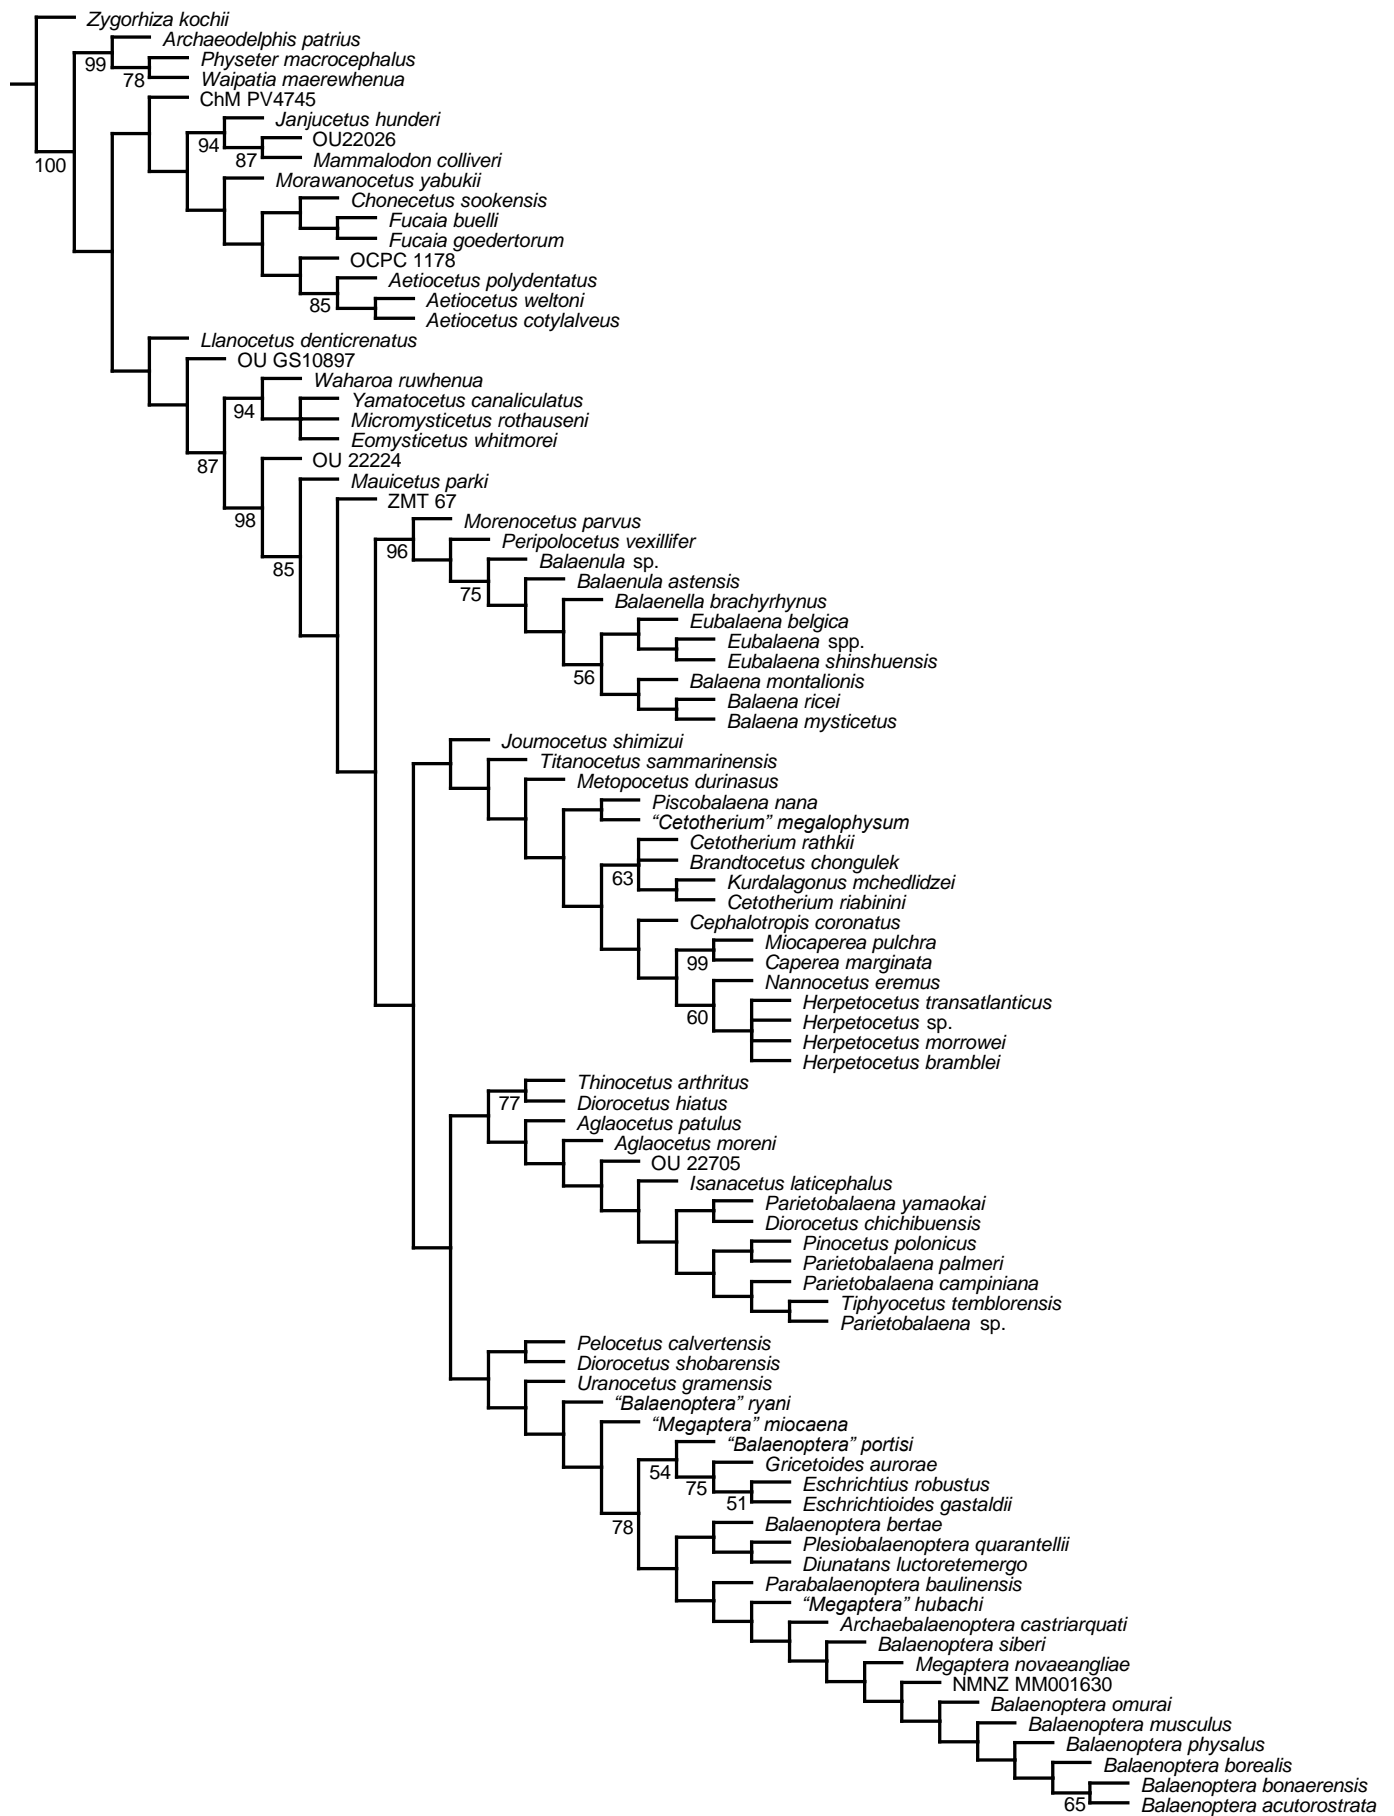 Zygorhiza kochii
Archaeodelphis patrius
99
Physeter macrocephalus
78
Waipatia maerewhenua
ChM PV4745
Janjucetus hunderi
OU22026
94
87
Mammalodon colliveri
100
Morawanocetus yabukii
Chonecetus sookensis
Fucaia buelli
Fucaia goedertorum
OCPC 1178
Aetiocetus polydentatus
85
Aetiocetus weltoni
Aetiocetus cotylalveus
Llanocetus denticrenatus
OU GS10897
Waharoa ruwhenua
Yamatocetus canaliculatus
94
Micromysticetus rothauseni
Eomysticetus whitmorei
OU 22224
87
Mauicetus parki
ZMT 67
98
Morenocetus parvus
Peripolocetus vexillifer
96
Balaenula sp.
85
Balaenula astensis
75
Balaenella brachyrhynus
Eubalaena belgica
Eubalaena spp.
Eubalaena shinshuensis
56
Balaena montalionis
Balaena ricei
Balaena mysticetus
Joumocetus shimizui
Titanocetus sammarinensis
Metopocetus durinasus
Piscobalaena nana
“Cetotherium” megalophysum
Cetotherium rathkii
Brandtocetus chongulek
63
Kurdalagonus mchedlidzei
Cetotherium riabinini
Cephalotropis coronatus
Miocaperea pulchra
99
Caperea marginata
Nannocetus eremus
Herpetocetus transatlanticus
60
Herpetocetus sp.
Herpetocetus morrowei
Herpetocetus bramblei
Thinocetus arthritus
77
Diorocetus hiatus
Aglaocetus patulus
Aglaocetus moreni
OU 22705
Isanacetus laticephalus
Parietobalaena yamaokai
Diorocetus chichibuensis
Pinocetus polonicus
Parietobalaena palmeri
Parietobalaena campiniana
Tiphyocetus temblorensis
Parietobalaena sp.
Pelocetus calvertensis
Diorocetus shobarensis
Uranocetus gramensis
“Balaenoptera” ryani
“Megaptera” miocaena
“Balaenoptera” portisi
Gricetoides aurorae
54
Eschrichtius robustus
75
Eschrichtioides gastaldii
51
Balaenoptera bertae
78
Plesiobalaenoptera quarantellii
Diunatans luctoretemergo
Parabalaenoptera baulinensis
“Megaptera” hubachi
Archaebalaenoptera castriarquati
Balaenoptera siberi
Megaptera novaeangliae
NMNZ MM001630
Balaenoptera omurai
Balaenoptera musculus
Balaenoptera physalus
Balaenoptera borealis
Balaenoptera bonaerensis
65
Balaenoptera acutorostrata